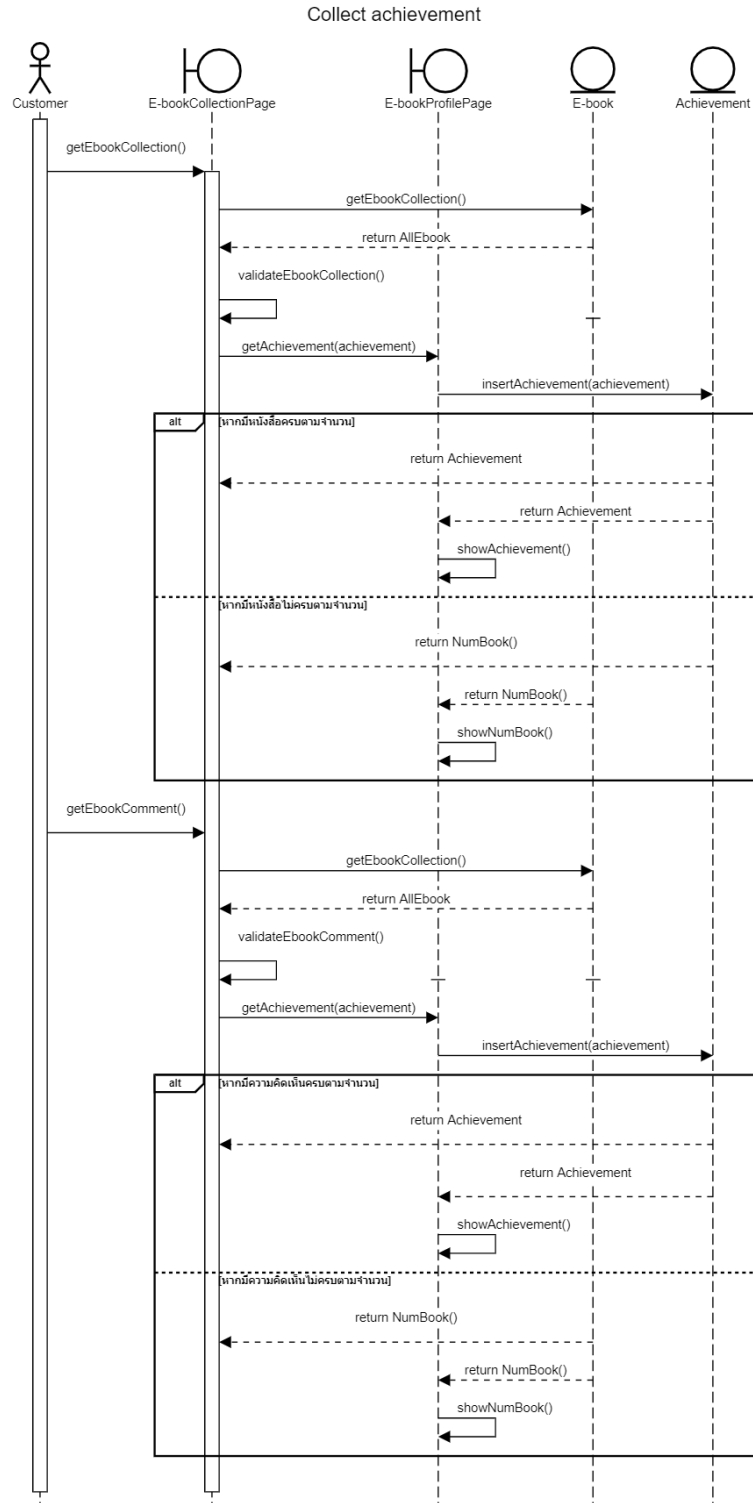 Collect achievement
Customer
E-bookCollectionPage
E-bookProfilePage
E-book
Achievement
getEbookCollection()
getEbookCollection()
return AllEbook
validateEbookCollection()
getAchievement(achievement)
insertAchievement(achievement)
alt
[หากมีหนังสือครบตามจำนวน]
return Achievement
return Achievement
showAchievement()
[หากมีหนังสือไม่ครบตามจำนวน]
return NumBook()
return NumBook()
showNumBook()
getEbookComment()
getEbookCollection()
return AllEbook
validateEbookComment()
getAchievement(achievement)
insertAchievement(achievement)
alt
[หากมีความคิดเห็นครบตามจำนวน]
return Achievement
return Achievement
showAchievement()
[หากมีความคิดเห็นไม่ครบตามจำนวน]
return NumBook()
return NumBook()
showNumBook()